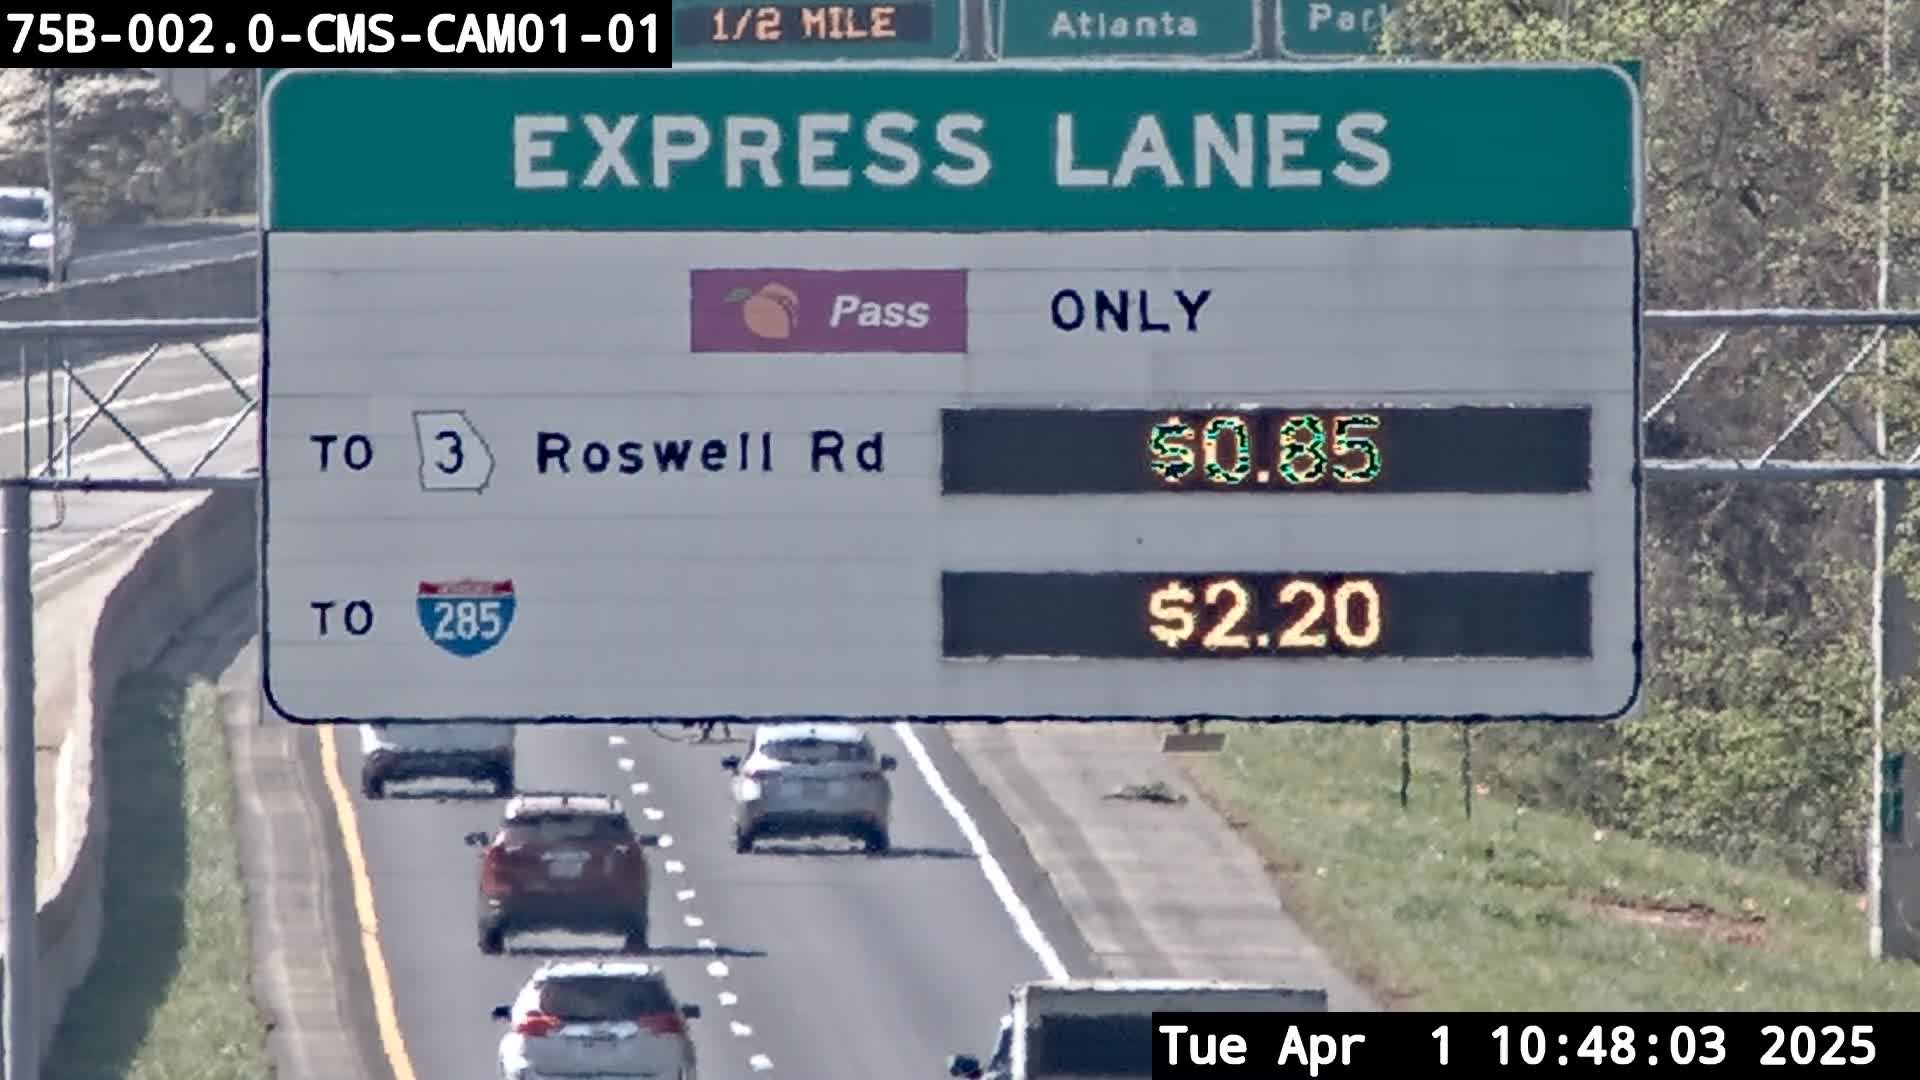 75B-002.0-CMS-CAM01-01
1/2 MILE
Atlanta
EXPRESS LANES
Pass ONLY
TO 3 Roswell Rd $0.85
TO 285 $2.20
Tue Apr 1 10:48:03 2025